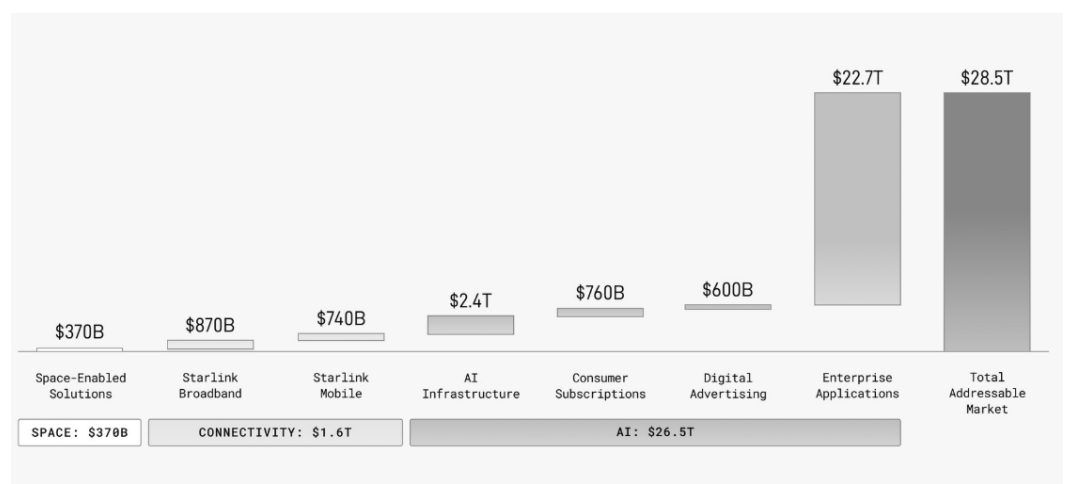 $370B
$870B
$740B
$2.4T
$760B
$600B
$22.7T
$28.5T
Space-Enabled
Solutions
Starlink
Broadband
Starlink
Mobile
AI
Infrastructure
Consumer
Subscriptions
Digital
Advertising
Enterprise
Applications
Total
Addressable
Market
SPACE: $370B
CONNECTIVITY: $1.6T
AI: $26.5T